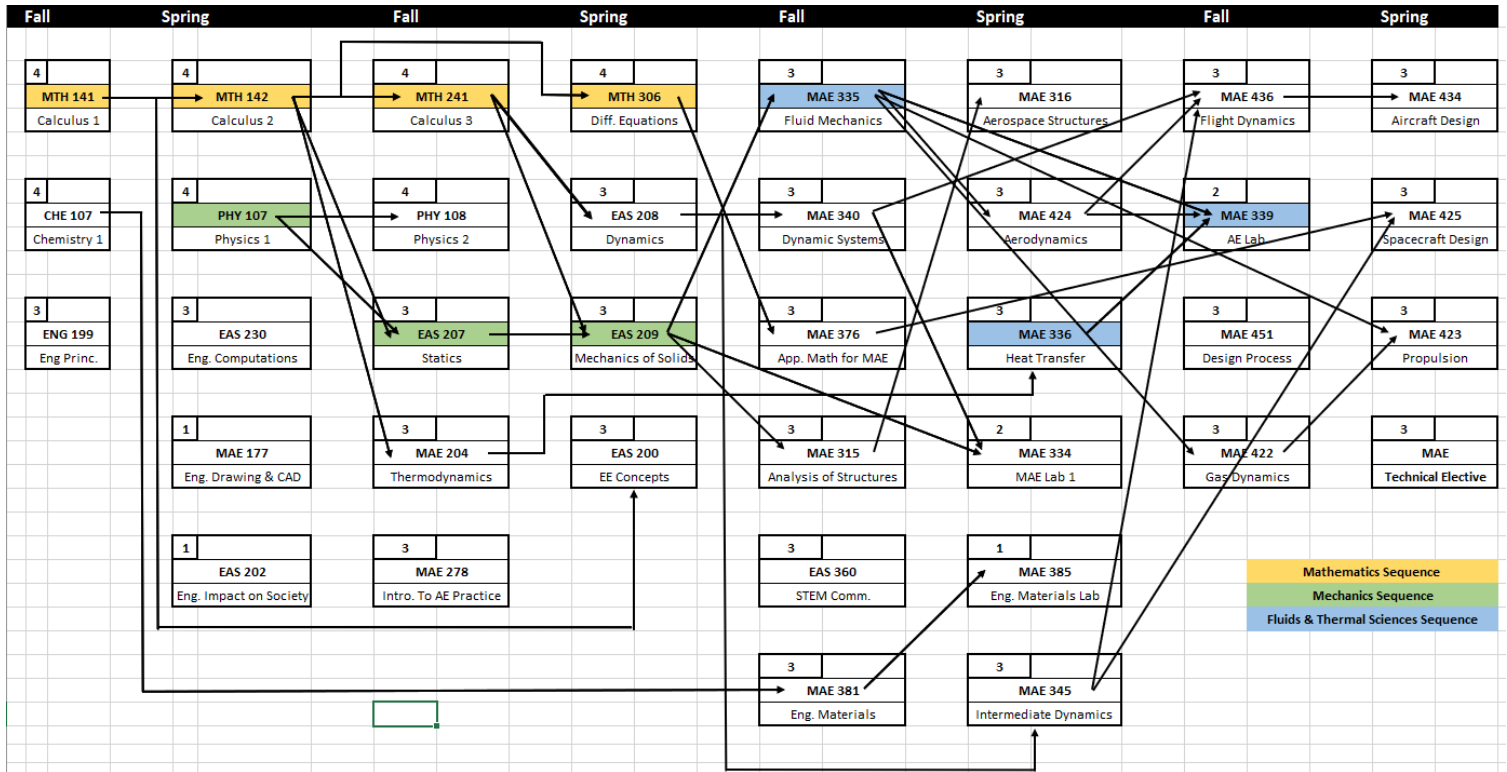 Fall Spring Fall Spring Fall Spring Fall Spring
4 4 4 4 3 3 3 3
MTH 141 MTH 142 MTH 241 MTH 306 MAE 335 MAE 316 MAE 436 MAE 434
Calculus 1 Calculus 2 Calculus 3 Diff. Equations Fluid Mechanics Aerospace Structures Flight Dynamics Aircraft Design
4 4 4 3 3 3 2 3
CHE 107 PHY 107 PHY 108 EAS 208 MAE 340 MAE 424 MAE 339 MAE 425
Chemistry 1 Physics 1 Physics 2 Dynamics Dynamic Systems Aerodynamics AE Lab Spacecraft Design
3 3 3 3 3 3 3 3
ENG 199 EAS 230 EAS 207 EAS 209 MAE 376 MAE 336 MAE 451 MAE 423
Eng Princ. Eng. Computations Statics Mechanics of Solids App. Math for MAE Heat Transfer Design Process Propulsion
1 3 3 3 2 3 3
MAE 177 MAE 204 EAS 200 MAE 315 MAE 334 MAE 422 MAE
Eng. Drawing & CAD Thermodynamics EE Concepts Analysis of Structures MAE Lab 1 Gas Dynamics Technical Elective
1 3 3 1
EAS 202 MAE 278 EAS 360 MAE 385 Mathematics Sequence
Eng. Impact on Society Intro. To AE Practice STEM Comm. Eng. Materials Lab Mechanics Sequence
Fluids & Thermal Sciences Sequence
3 3
MAE 381 MAE 345
Eng. Materials Intermediate Dynamics